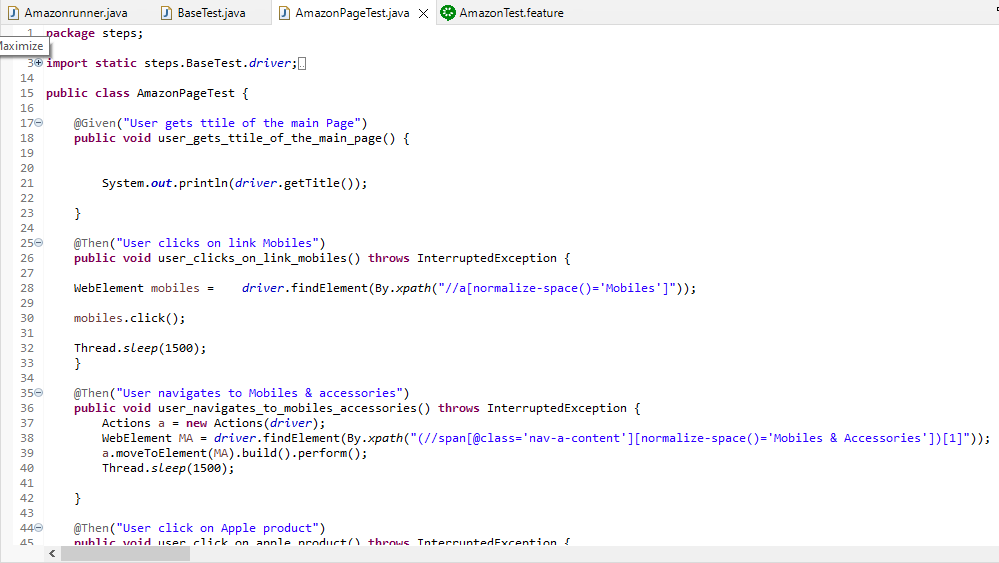 Amazonrunner.java BaseTest.java AmazonPageTest.java AmazonTest.feature
1 package steps;
Maximize
3 import static steps.BaseTest.driver;
14
15 public class AmazonPageTest {
16
17 @Given("User gets ttile of the main Page")
18 public void user_gets_ttile_of_the_main_page() {
19
20
21 System.out.println(driver.getTitle());
22
23 }
24
25 @Then("User clicks on link Mobiles")
26 public void user_clicks_on_link_mobiles() throws InterruptedException {
27
28 WebElement mobiles = driver.findElement(By.xpath("//a[normalize-space()='Mobiles']"));
29
30 mobiles.click();
31
32 Thread.sleep(1500);
33 }
34
35 @Then("User navigates to Mobiles & accessories")
36 public void user_navigates_to_mobiles_accessories() throws InterruptedException {
37 Actions a = new Actions(driver);
38 WebElement MA = driver.findElement(By.xpath("(//span[@class='nav-a-content'][normalize-space()='Mobiles & Accessories'])[1]"));
39 a.moveToElement(MA).build().perform();
40 Thread.sleep(1500);
41
42 }
43
44 @Then("User click on Apple product")
45 public void user_click_on_apple_product() throws InterruptedException {